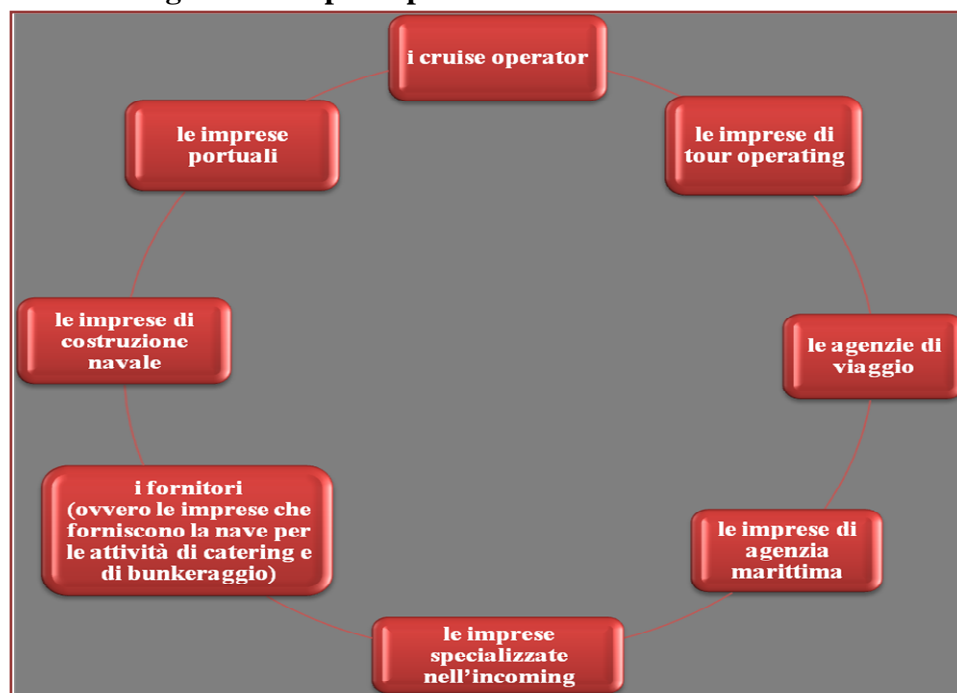 i cruise operator
le imprese di
tour operating
le agenzie di
viaggio
le imprese di
agenzia
marittima
le imprese
specializzate
nell'incoming
i fornitori
(ovvero le imprese che
forniscono la nave per
le attività di catering e
di bunkeraggio)
le imprese di
costruzione
navale
le imprese
portuali